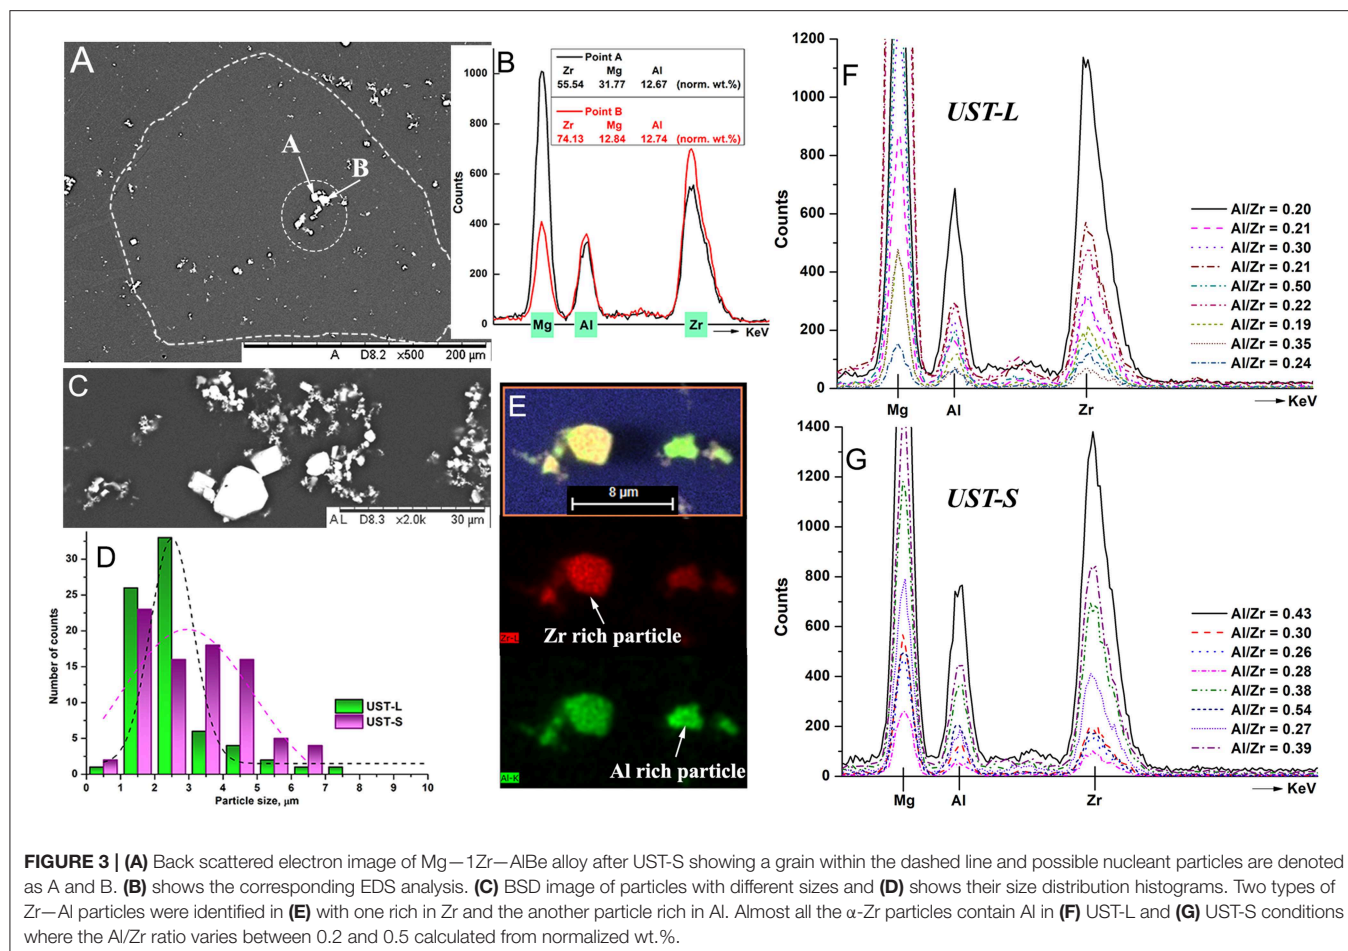 A
A
B
A D8.2 x500 200 µm
B
Counts
1000
800
600
400
200
0
Point A
Zr Mg Al
55.54 31.77 12.67 (norm. wt.%)
Point B
Zr Mg Al
74.13 12.84 12.74 (norm. wt.%)
Mg Al Zr
KeV
C
AL D8.3 x2.0k 30 µm
D
Number of counts
30
25
20
15
10
5
0
UST-L
UST-S
0 1 2 3 4 5 6 7 8 9 10
Particle size, µm
E
8 µm
Zr rich particle
Zr-L
Al rich particle
Al-K
F
UST-L
Counts
1200
1000
800
600
400
200
0
Al/Zr = 0.20
Al/Zr = 0.21
Al/Zr = 0.30
Al/Zr = 0.21
Al/Zr = 0.50
Al/Zr = 0.22
Al/Zr = 0.19
Al/Zr = 0.35
Al/Zr = 0.24
Mg Al Zr
KeV
G
UST-S
Counts
1400
1200
1000
800
600
400
200
0
Al/Zr = 0.43
Al/Zr = 0.30
Al/Zr = 0.26
Al/Zr = 0.28
Al/Zr = 0.38
Al/Zr = 0.54
Al/Zr = 0.27
Al/Zr = 0.39
Mg Al Zr
KeV
FIGURE 3 | (A) Back scattered electron image of Mg—1Zr—AlBe alloy after UST-S showing a grain within the dashed line and possible nucleant particles are denoted
as A and B. (B) shows the corresponding EDS analysis. (C) BSD image of particles with different sizes and (D) shows their size distribution histograms. Two types of
Zr—Al particles were identified in (E) with one rich in Zr and the another particle rich in Al. Almost all the α-Zr particles contain Al in (F) UST-L and (G) UST-S conditions
where the Al/Zr ratio varies between 0.2 and 0.5 calculated from normalized wt.%.